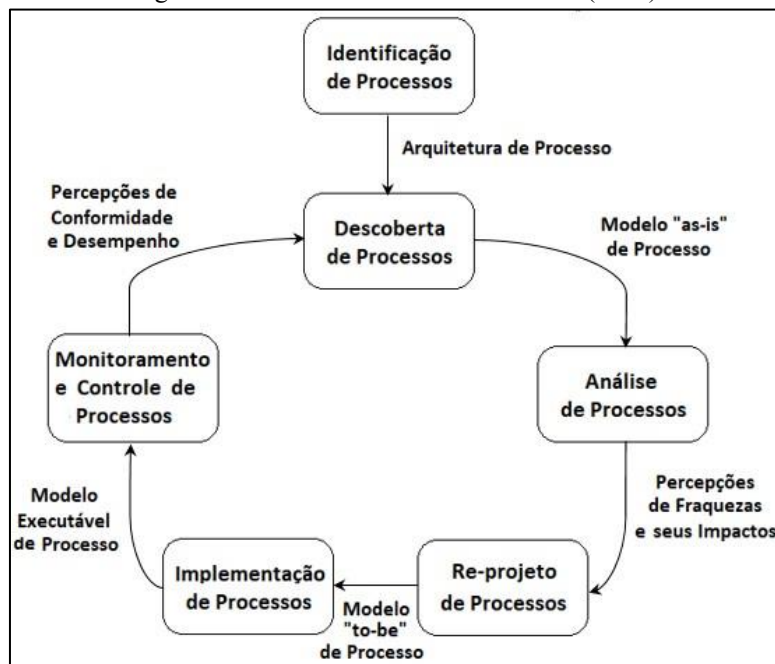 Identificação
de Processos
Arquitetura de Processo
Percepções de
Conformidade
e Desempenho
Descoberta
de Processos
Modelo "as-is"
de Processo
Monitoramento
e Controle de
Processos
Análise
de Processos
Percepções
de Fraquezas
e seus Impactos
Modelo
Executável
de Processo
Implementação
de Processos
Modelo
"to-be"
de Processo
Re-projeto
de Processos